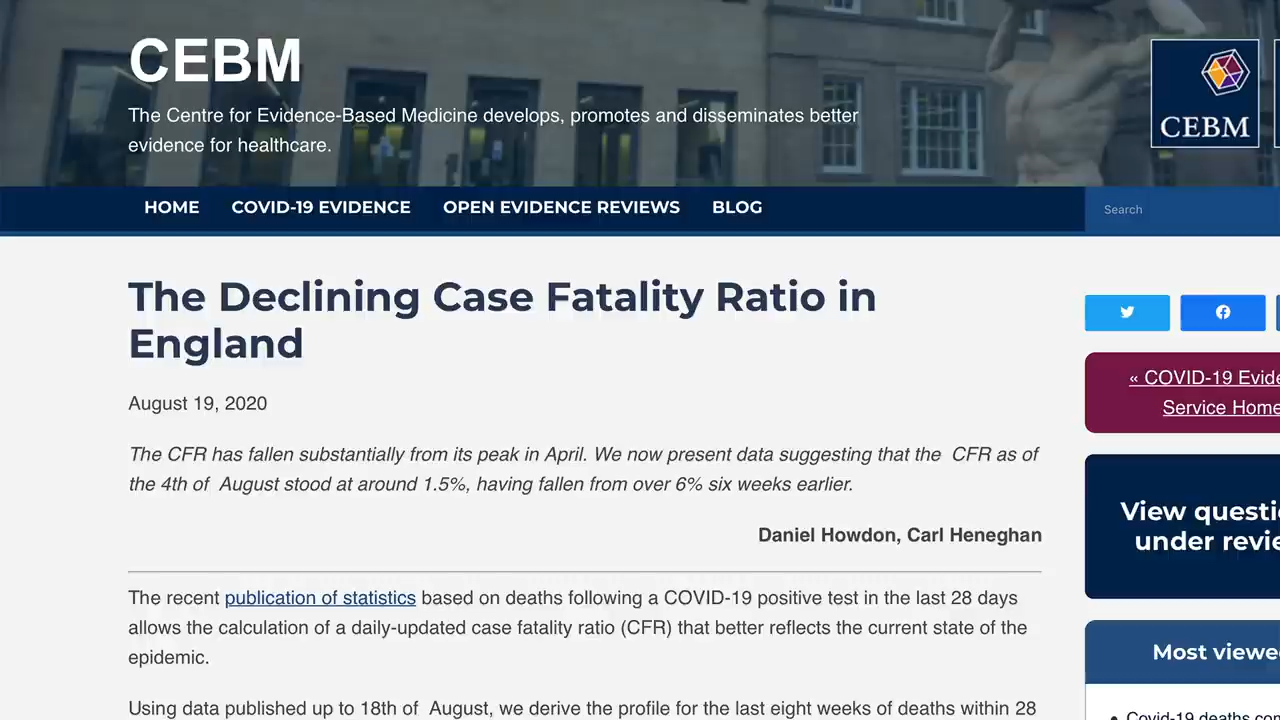 CEBM
The Centre for Evidence-Based Medicine develops, promotes and disseminates better
evidence for healthcare.
CEBM
HOME COVID-19 EVIDENCE OPEN EVIDENCE REVIEWS BLOG
Search
The Declining Case Fatality Ratio in
England
August 19, 2020
The CFR has fallen substantially from its peak in April. We now present data suggesting that the CFR as of
the 4th of August stood at around 1.5%, having fallen from over 6% six weeks earlier.
Daniel Howdon, Carl Heneghan
The recent publication of statistics based on deaths following a COVID-19 positive test in the last 28 days
allows the calculation of a daily-updated case fatality ratio (CFR) that better reflects the current state of the
epidemic.
Using data published up to 18th of August, we derive the profile for the last eight weeks of deaths within 28
« COVID-19 Evide
Service Home
View questi
under revie
Most viewe
Covid-19 deaths con